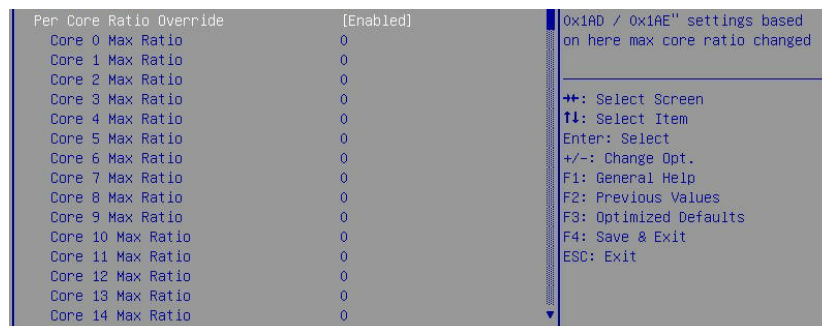 Per Core Ratio Override [Enabled]
Core 0 Max Ratio 0
Core 1 Max Ratio 0
Core 2 Max Ratio 0
Core 3 Max Ratio 0
Core 4 Max Ratio 0
Core 5 Max Ratio 0
Core 6 Max Ratio 0
Core 7 Max Ratio 0
Core 8 Max Ratio 0
Core 9 Max Ratio 0
Core 10 Max Ratio 0
Core 11 Max Ratio 0
Core 12 Max Ratio 0
Core 13 Max Ratio 0
Core 14 Max Ratio 0
0x1AD / 0x1AE" settings based
on here max core ratio changed
→←: Select Screen
↑↓: Select Item
Enter: Select
+/-: Change Opt.
F1: General Help
F2: Previous Values
F3: Optimized Defaults
F4: Save & Exit
ESC: Exit